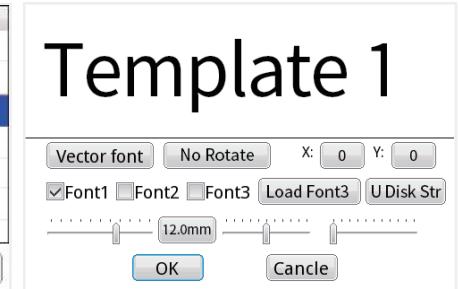 Template 1
Vector font No Rotate X: 0 Y: 0
Font1 Font2 Font3 Load Font3 U Disk Str
12.0mm
OK Cancle